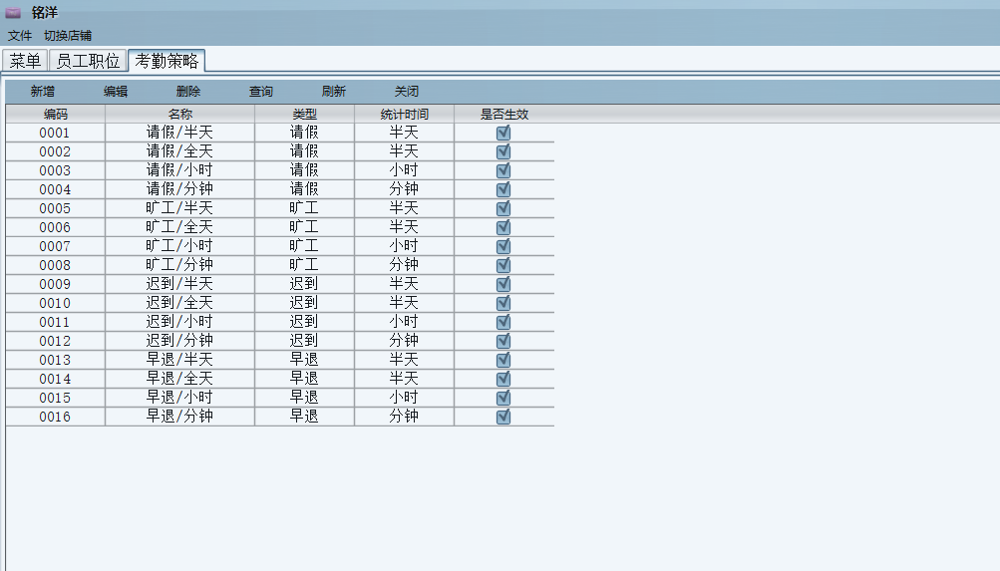 铭洋
文件 切换店铺
菜单 员工职位 考勤策略
新增 编辑 删除 查询 刷新 关闭
编码 名称 类型 统计时间 是否生效
0001 请假/半天 请假 半天
0002 请假/全天 请假 半天
0003 请假/小时 请假 小时
0004 请假/分钟 请假 分钟
0005 旷工/半天 旷工 半天
0006 旷工/全天 旷工 半天
0007 旷工/小时 旷工 小时
0008 旷工/分钟 旷工 分钟
0009 迟到/半天 迟到 半天
0010 迟到/全天 迟到 半天
0011 迟到/小时 迟到 小时
0012 迟到/分钟 迟到 分钟
0013 早退/半天 早退 半天
0014 早退/全天 早退 半天
0015 早退/小时 早退 小时
0016 早退/分钟 早退 分钟